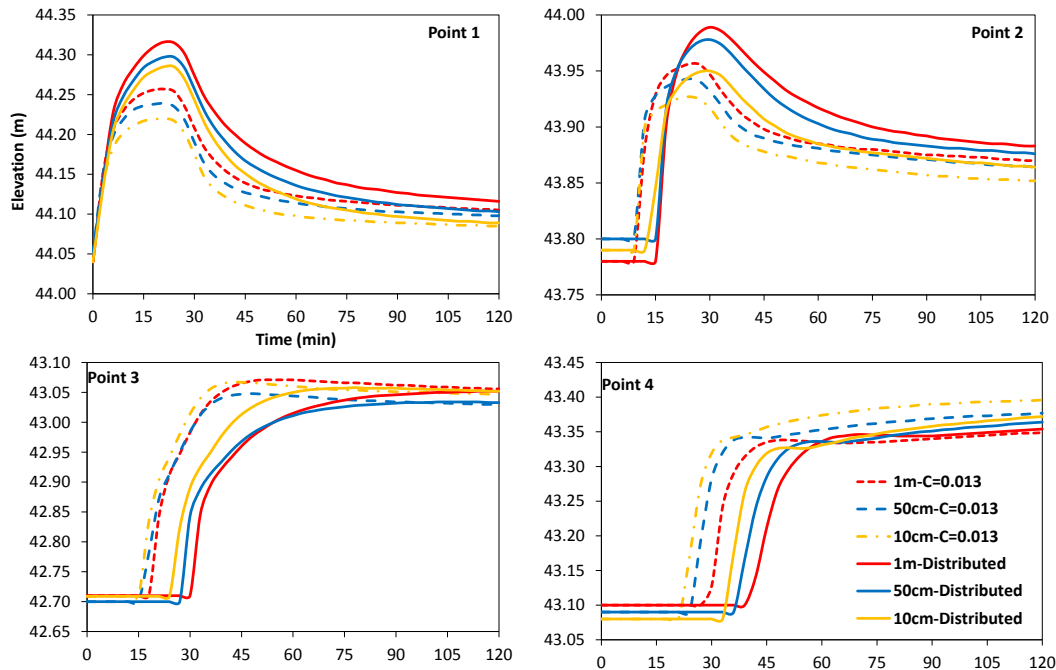 Point 1
Elevation (m)
44.35
44.30
44.25
44.20
44.15
44.10
44.05
44.00
0 15 30 45 60 75 90 105 120
Time (min)
Point 2
44.00
43.95
43.90
43.85
43.80
43.75
0 15 30 45 60 75 90 105 120
Point 3
43.10
43.05
43.00
42.95
42.90
42.85
42.80
42.75
42.70
42.65
0 15 30 45 60 75 90 105 120
Point 4
43.45
43.40
43.35
43.30
43.25
43.20
43.15
43.10
43.05
0 15 30 45 60 75 90 105 120
1m-C=0.013
50cm-C=0.013
10cm-C=0.013
1m-Distributed
50cm-Distributed
10cm-Distributed